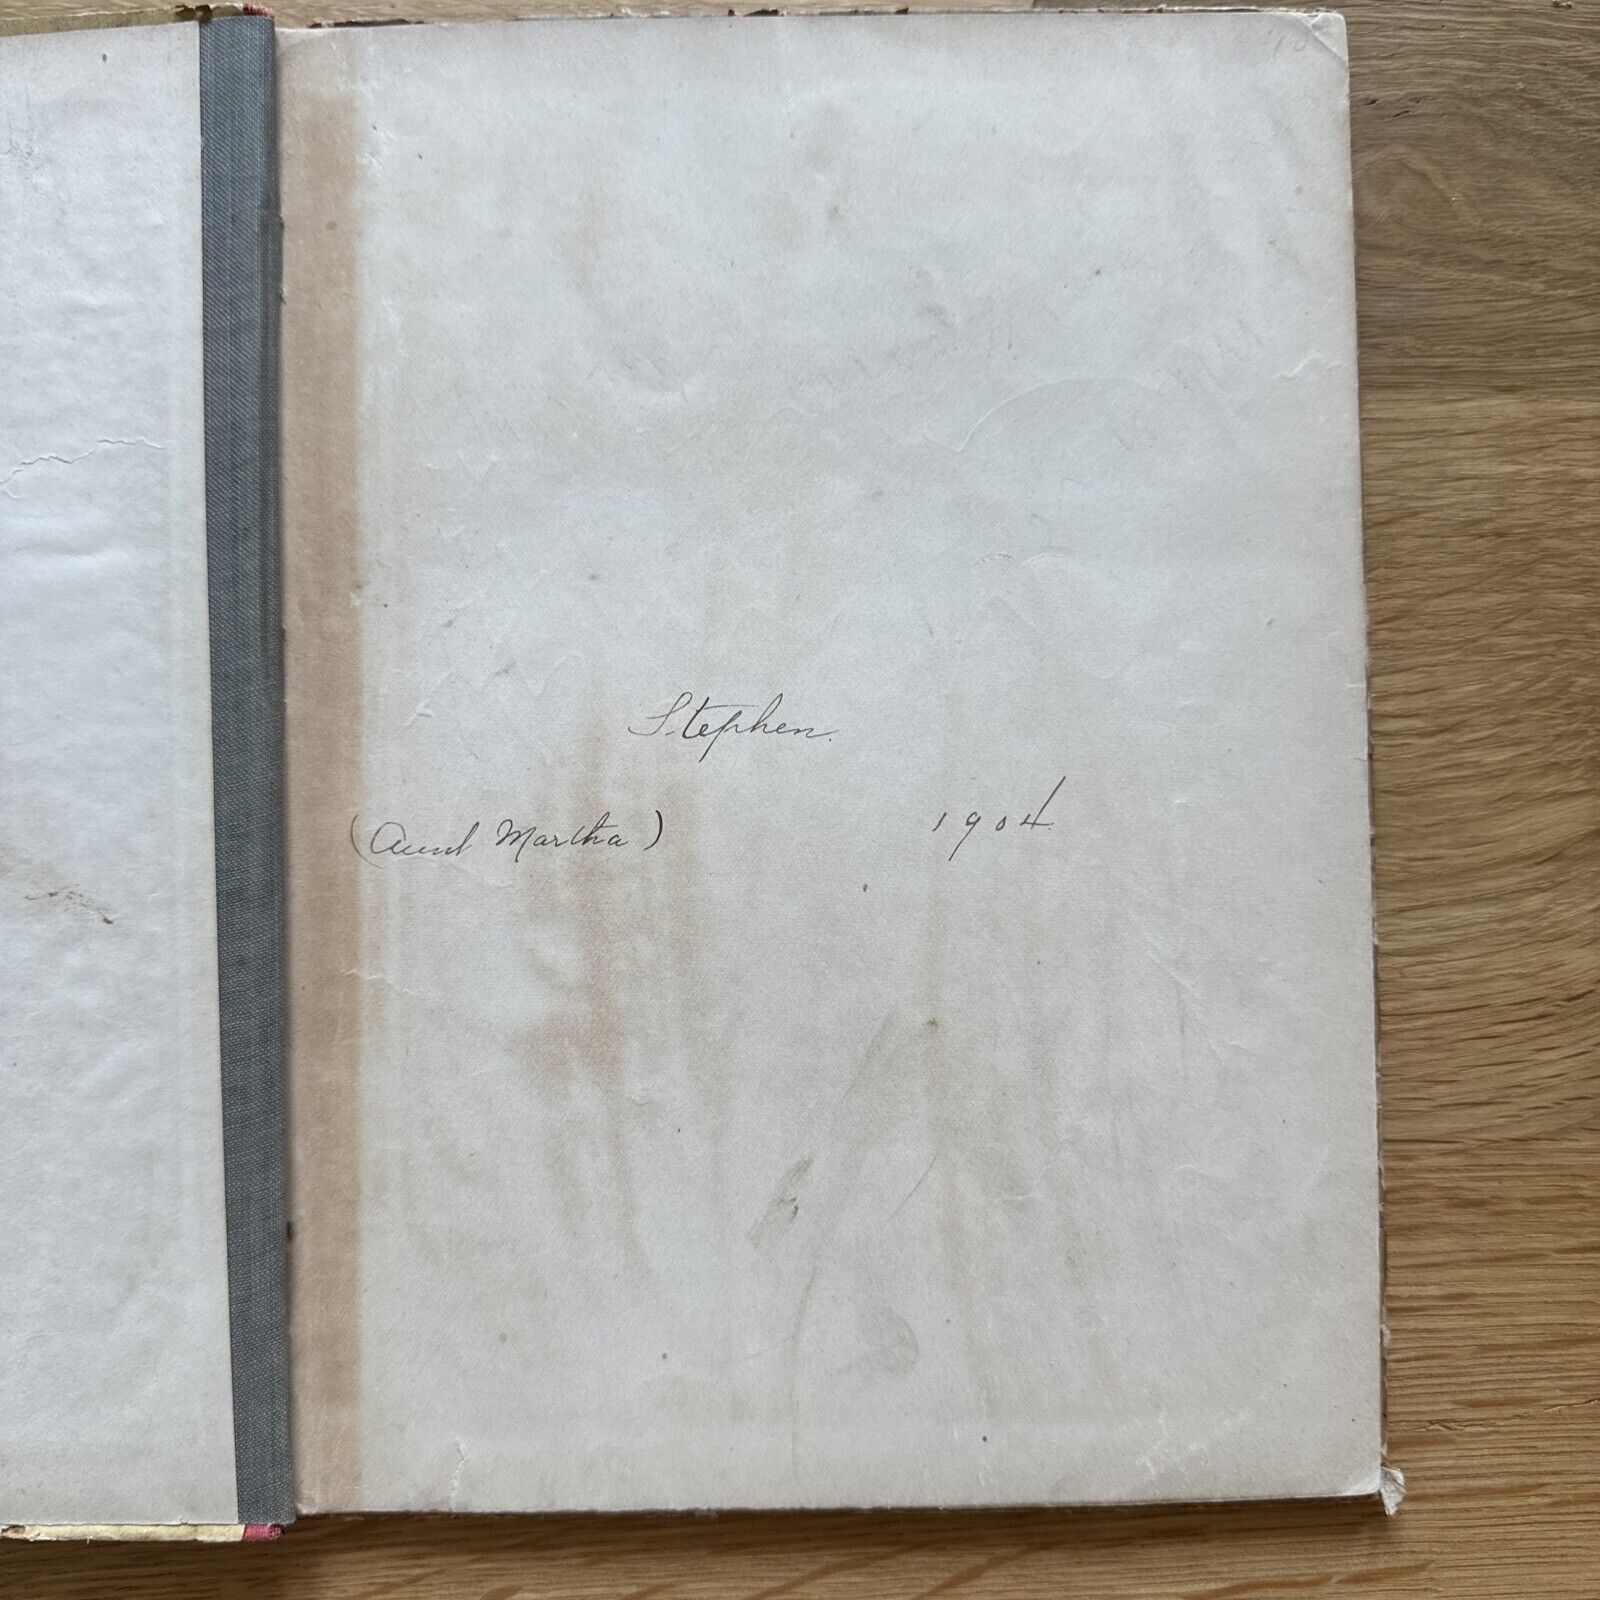 Stephen.
(Aunt Martha) 1904.